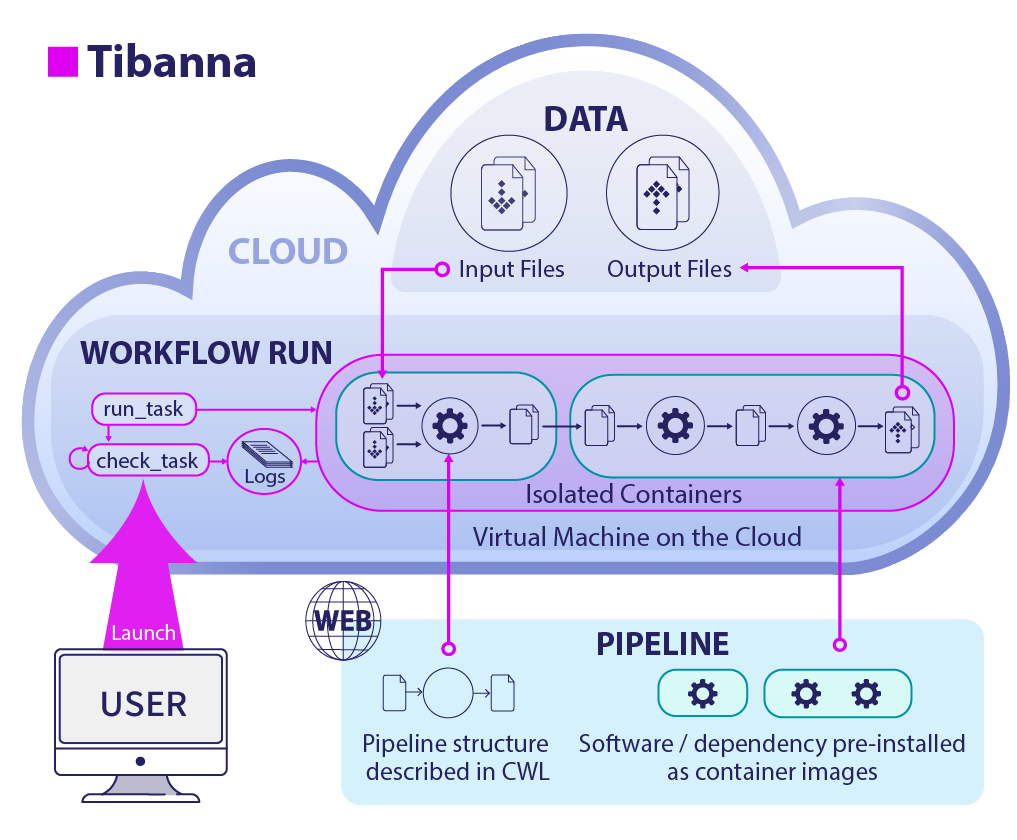 Tibanna
DATA
CLOUD
Input Files
Output Files
WORKFLOW RUN
run_task
check_task
Logs
Isolated Containers
Virtual Machine on the Cloud
Launch
USER
WEB
PIPELINE
Pipeline structure
described in CWL
Software / dependency pre-installed
as container images